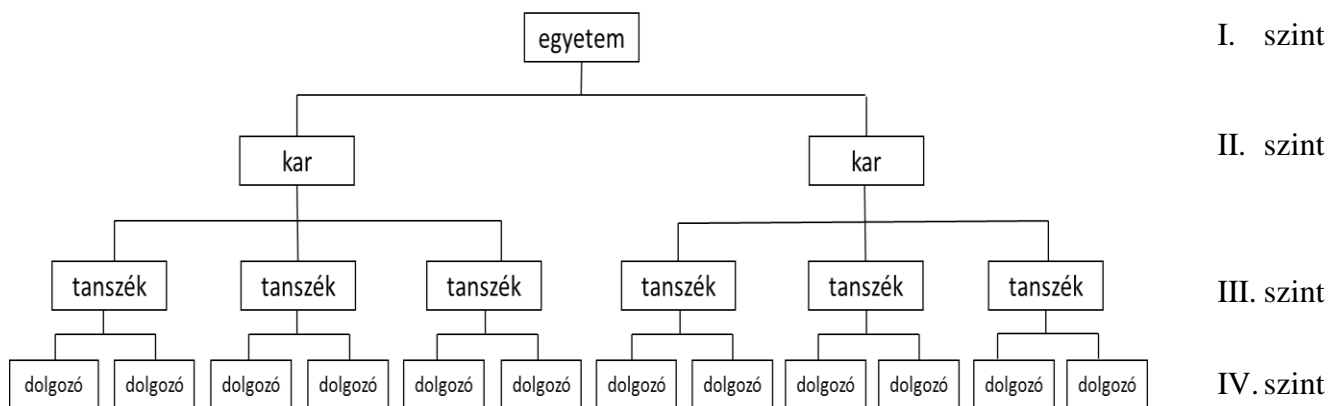 egyetem I. szint
kar kar II. szint
tanszék tanszék tanszék tanszék tanszék tanszék III. szint
dolgozó dolgozó dolgozó dolgozó dolgozó dolgozó dolgozó dolgozó dolgozó dolgozó dolgozó dolgozó IV. szint